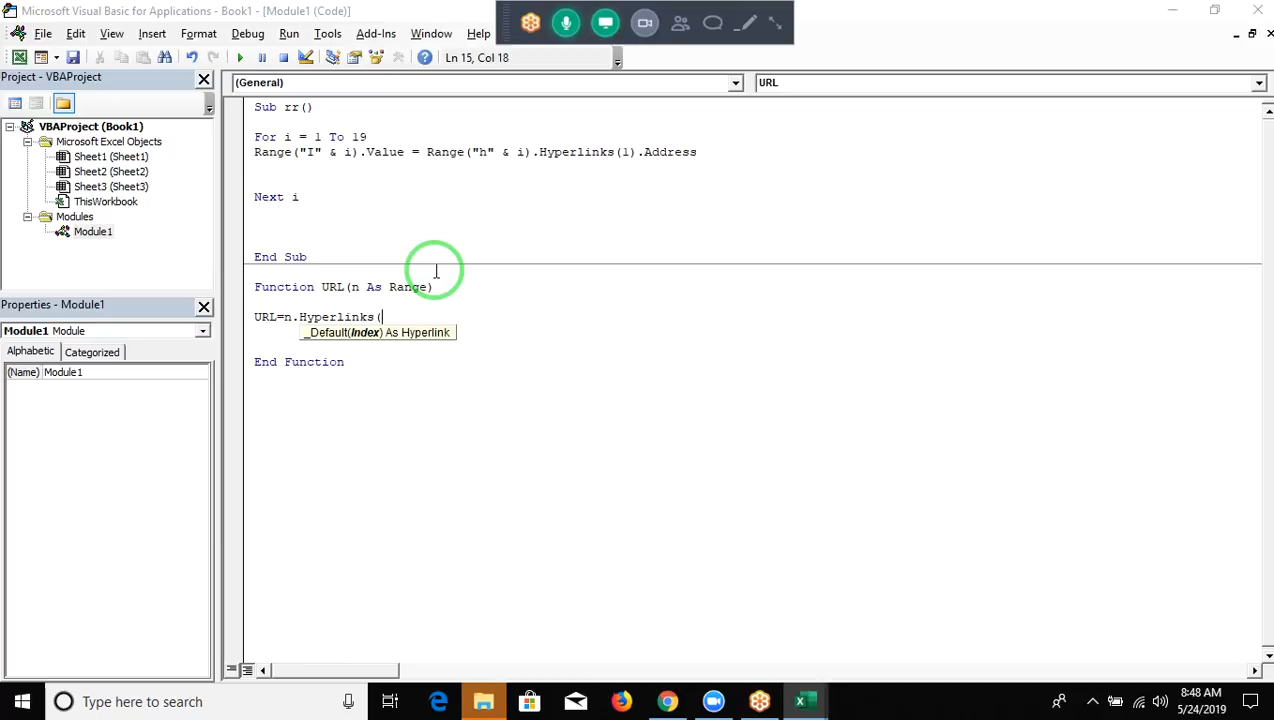 Microsoft Visual Basic for Applications - Book1 - [Module1 (Code)]
File Edit View Insert Format Debug Run Tools Add-Ins Window Help
Ln 15, Col 18
Project - VBAProject
(General)
URL
VBAProject (Book1)
Microsoft Excel Objects
Sheet1 (Sheet1)
Sheet2 (Sheet2)
Sheet3 (Sheet3)
ThisWorkbook
Modules
Module1
Properties - Module1
Module1 Module
Alphabetic Categorized
(Name) Module1
Sub rr()
For i = 1 To 19
Range("I" & i).Value = Range("h" & i).Hyperlinks(1).Address
Next i
End Sub
Function URL(n As Range)
URL=n.Hyperlinks(
_Default(Index) As Hyperlink
End Function
Type here to search
8:48 AM
5/24/2019